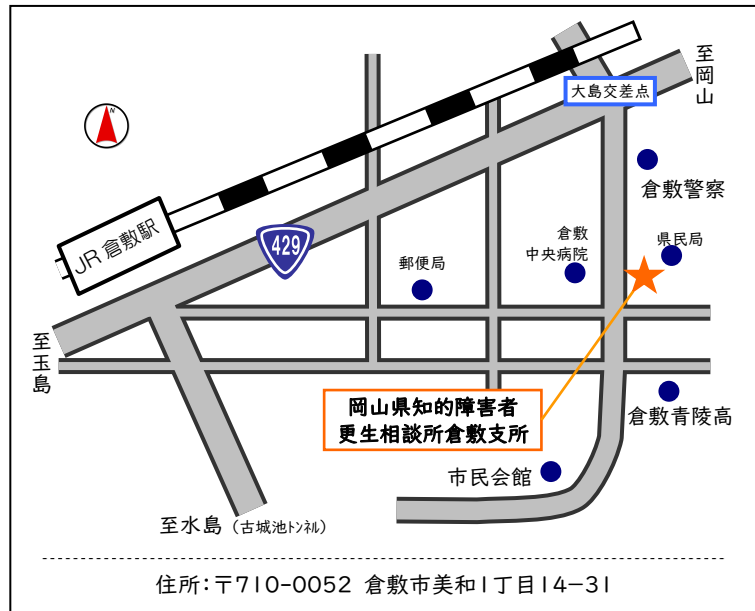 至岡山
大島交差点
N
倉敷警察
JR 倉敷駅
429
倉敷
中央病院
県民局
郵便局
至玉島
岡山県知的障害者
更生相談所倉敷支所
倉敷青陵高
市民会館
至水島（古城池ﾄﾝﾈﾙ）
住所：〒710-0052 倉敷市美和1丁目14−31